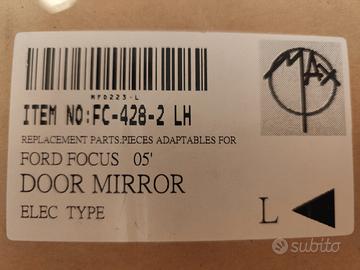 MAX
MF0223-L
ITEM NO:FC-428-2 LH
REPLACEMENT PARTS:PIECES ADAPTABLES FOR
FORD FOCUS 05'
DOOR MIRROR
ELEC TYPE
L
subito